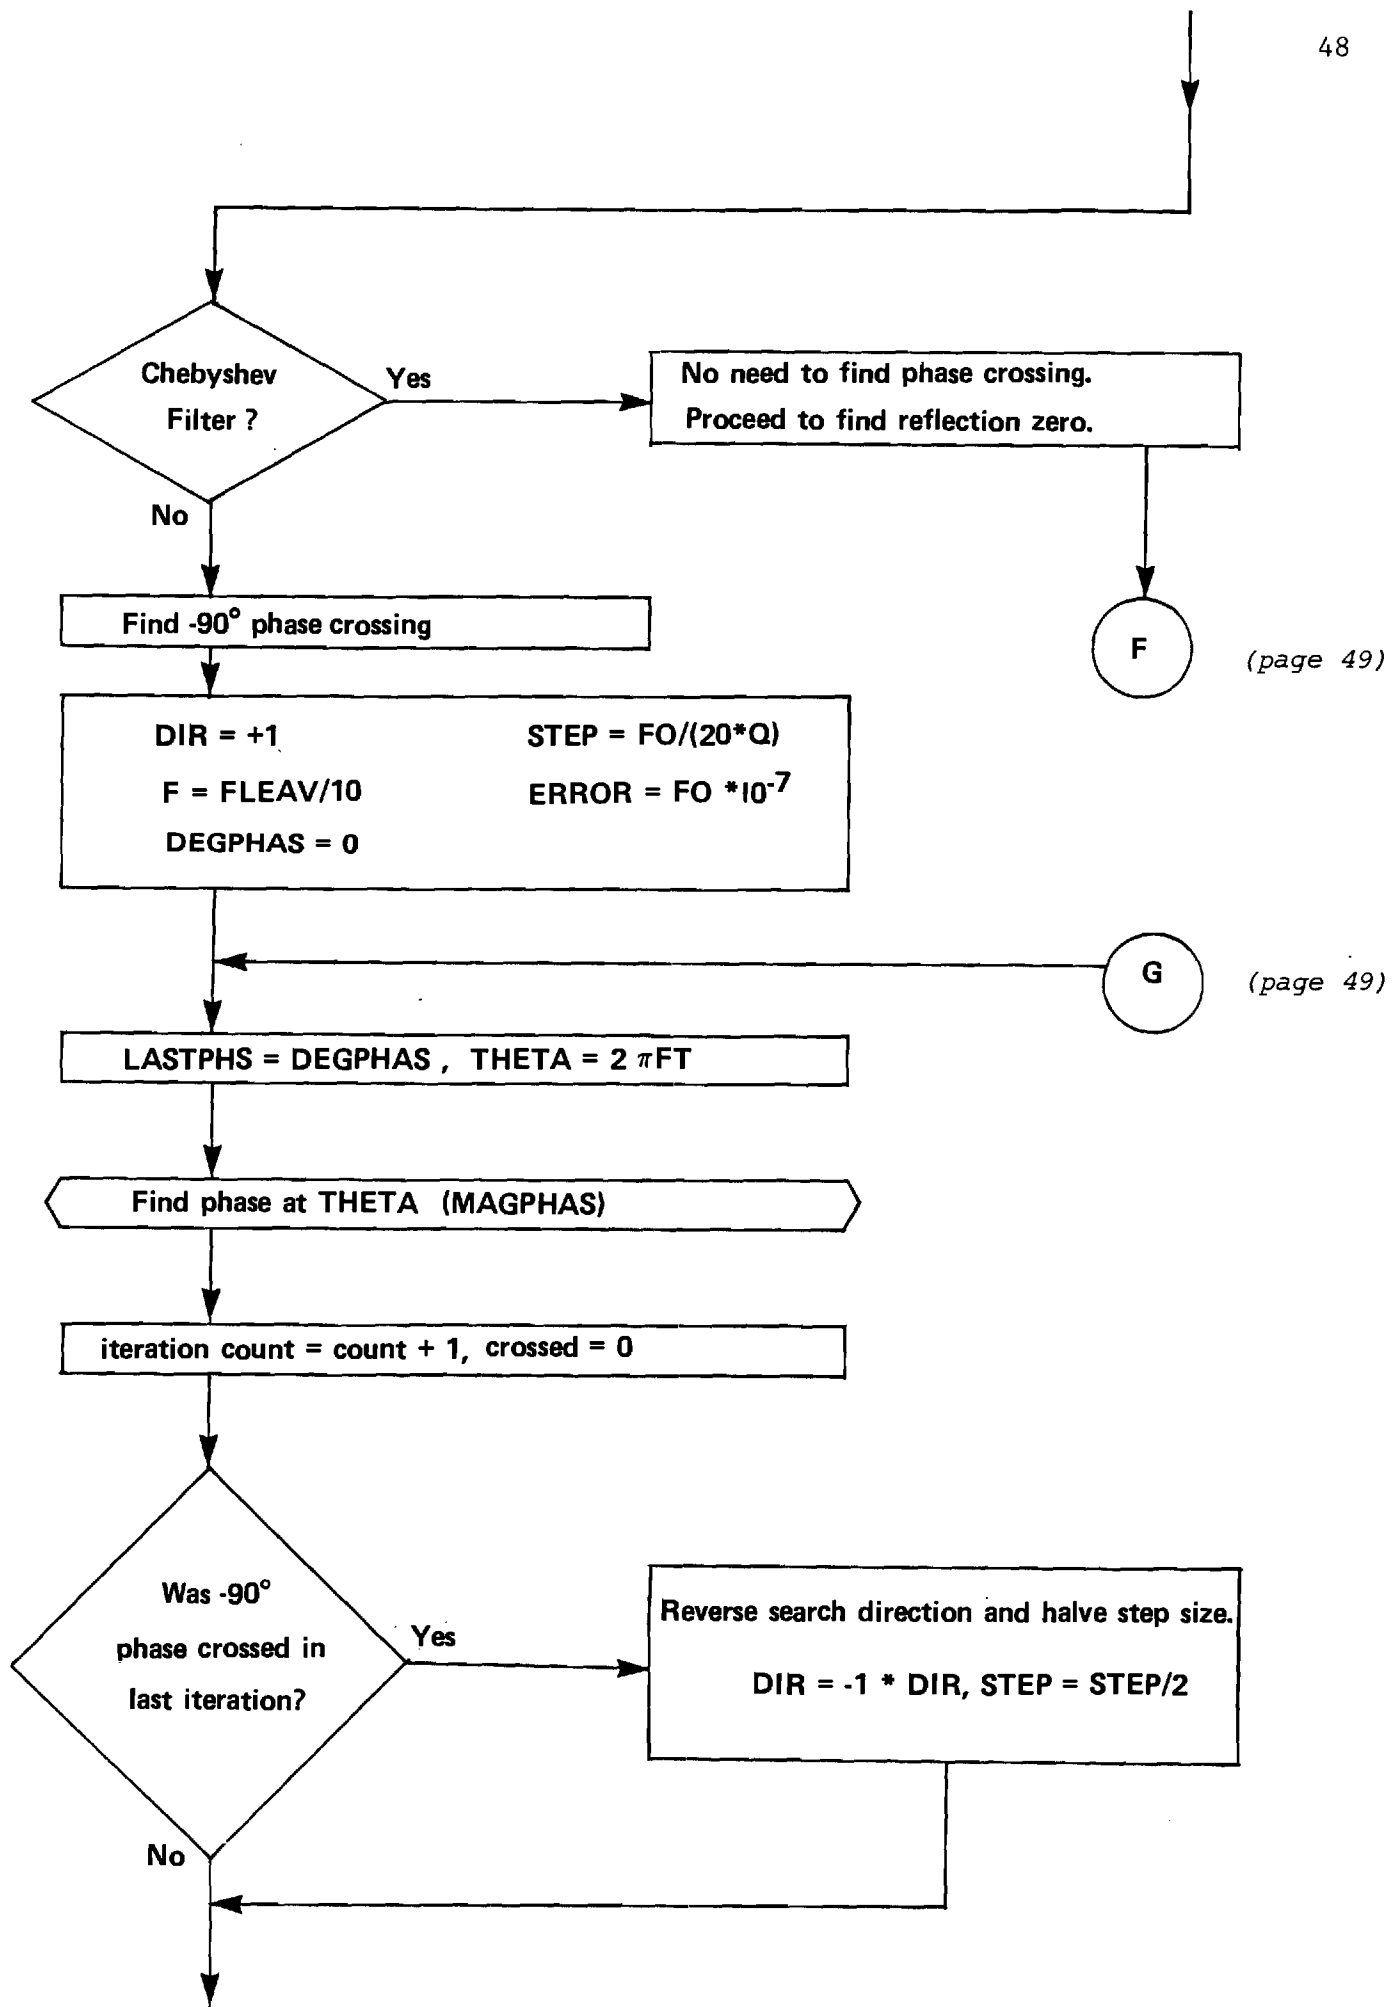 48
Chebyshev
Filter ?
Yes
No need to find phase crossing.
Proceed to find reflection zero.
No
Find -90° phase crossing
F
(page 49)
DIR = +1
STEP = FO/(20*Q)
F = FLEAV/10
ERROR = FO *10⁻⁷
DEGPHAS = 0
G
(page 49)
LASTPHS = DEGPHAS , THETA = 2 πFT
Find phase at THETA (MAGPHAS)
iteration count = count + 1, crossed = 0
Was -90°
phase crossed in
last iteration?
Yes
Reverse search direction and halve step size.
DIR = -1 * DIR, STEP = STEP/2
No